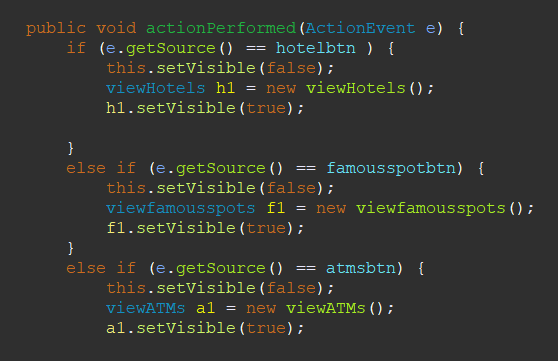 public void actionPerformed(ActionEvent e) {
    if (e.getSource() == hotelbtn ) {
        this.setVisible(false);
        viewHotels h1 = new viewHotels();
        h1.setVisible(true);

    }
    else if (e.getSource() == famousspotbtn) {
        this.setVisible(false);
        viewfamousspots f1 = new viewfamousspots();
        f1.setVisible(true);
    }
    else if (e.getSource() == atmsbtn) {
        this.setVisible(false);
        viewATMs a1 = new viewATMs();
        a1.setVisible(true);